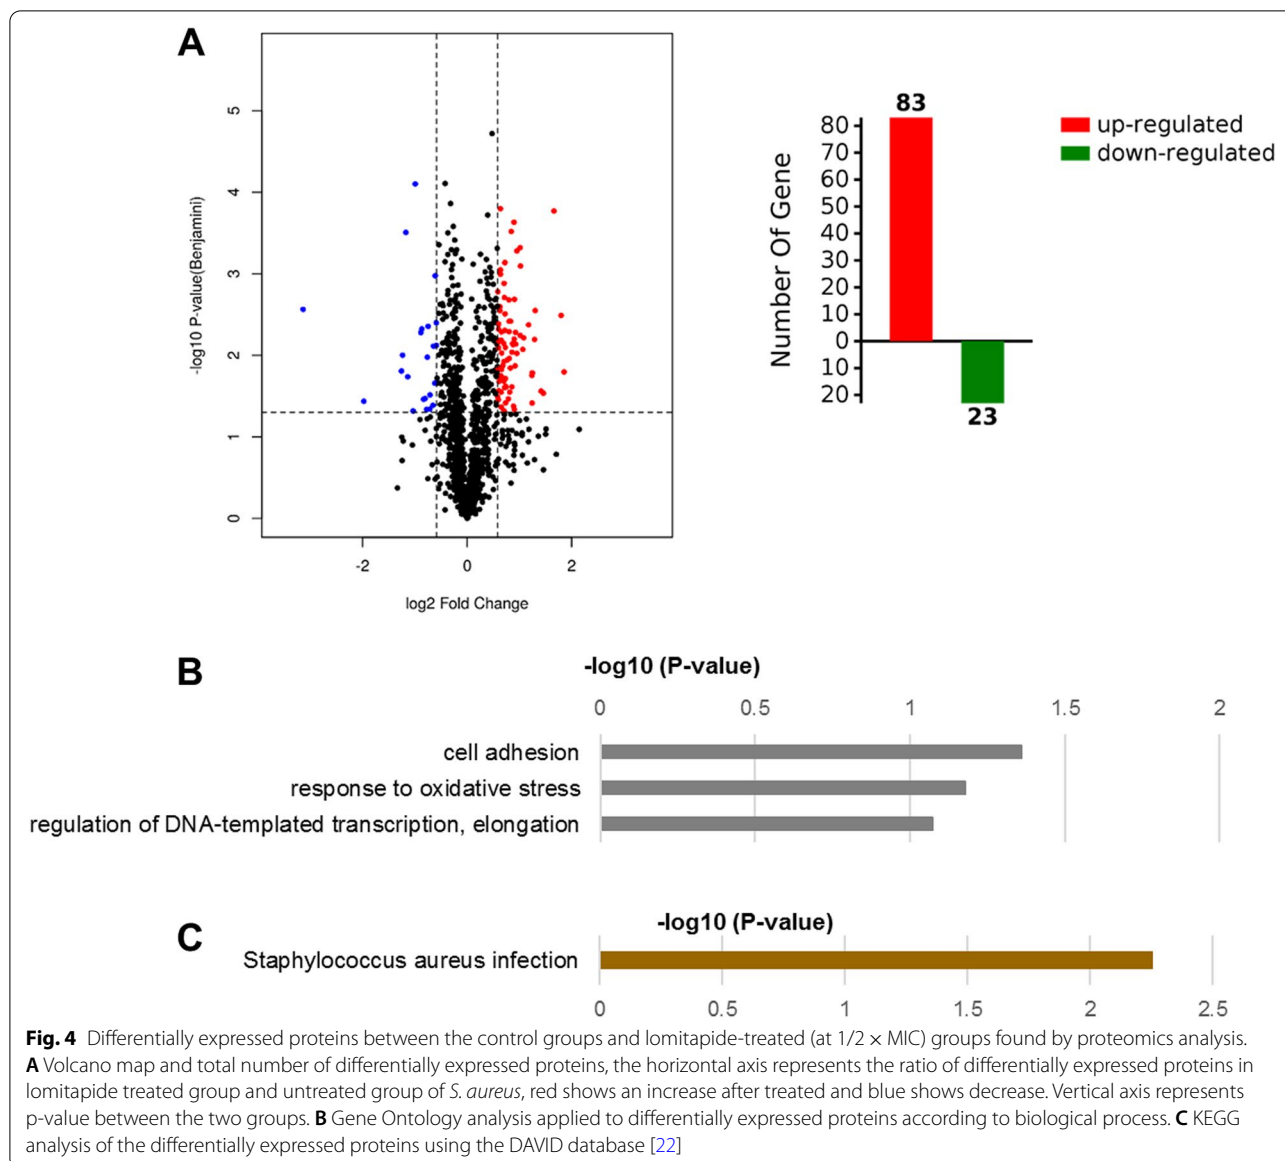 A
-log10 P-value(Benjamini)
5
4
3
2
1
0
-2 0 2
log2 Fold Change
83
80
70
60
50
40
30
20
10
0
10
20
23
Number Of Gene
up-regulated
down-regulated
B
-log10 (P-value)
0 0.5 1 1.5 2
cell adhesion
response to oxidative stress
regulation of DNA-templated transcription, elongation
C
-log10 (P-value)
Staphylococcus aureus infection
0 0.5 1 1.5 2 2.5
Fig. 4 Differentially expressed proteins between the control groups and lomitapide-treated (at 1/2 × MIC) groups found by proteomics analysis.
A Volcano map and total number of differentially expressed proteins, the horizontal axis represents the ratio of differentially expressed proteins in
lomitapide treated group and untreated group of S. aureus, red shows an increase after treated and blue shows decrease. Vertical axis represents
p-value between the two groups. B Gene Ontology analysis applied to differentially expressed proteins according to biological process. C KEGG
analysis of the differentially expressed proteins using the DAVID database [22]